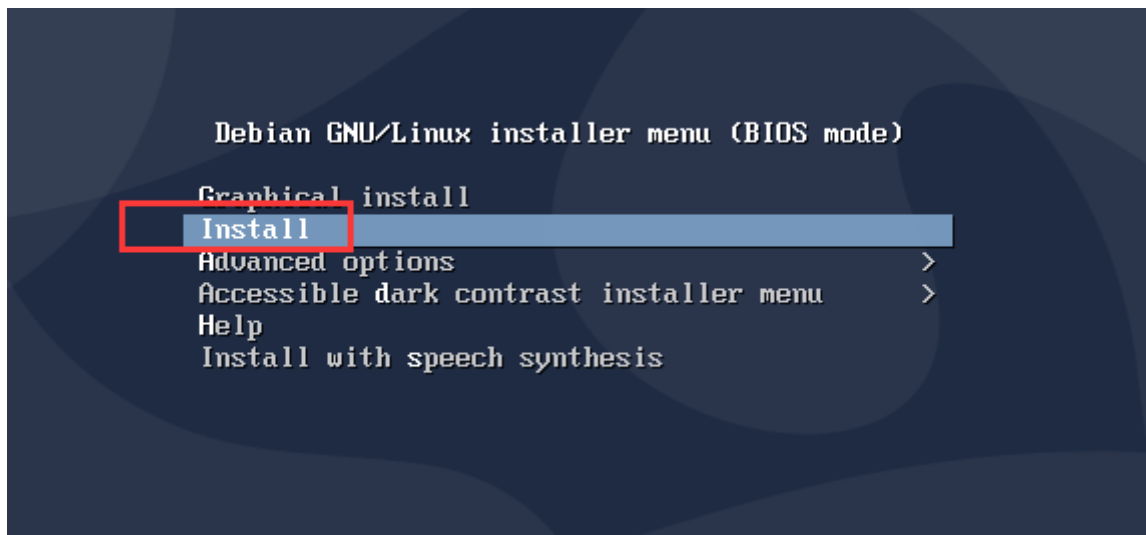 Debian GNU/Linux installer menu (BIOS mode)
Graphical install
Install
Advanced options >
Accessible dark contrast installer menu >
Help
Install with speech synthesis